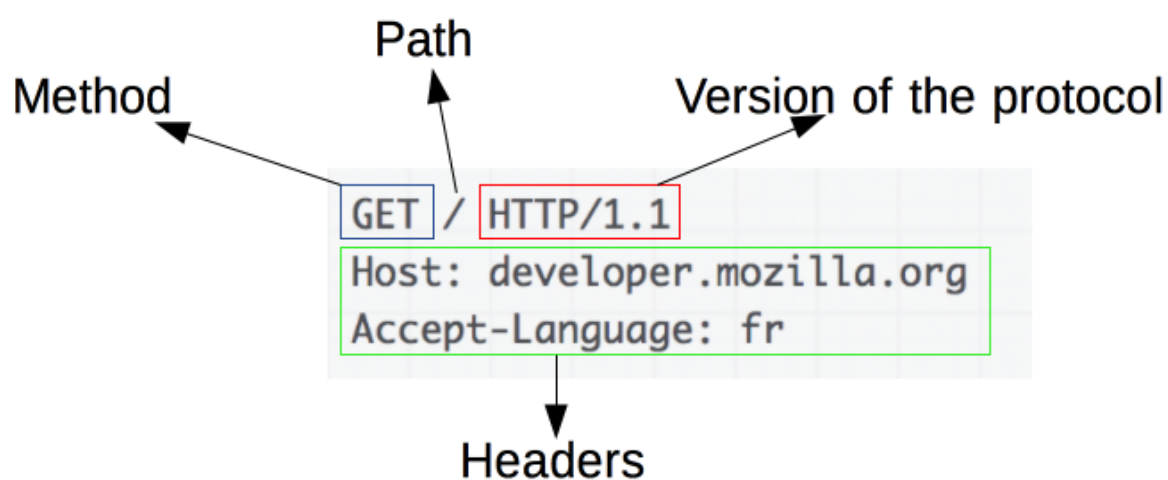 Path
Method
Version of the protocol
GET / HTTP/1.1
Host: developer.mozilla.org
Accept-Language: fr
Headers